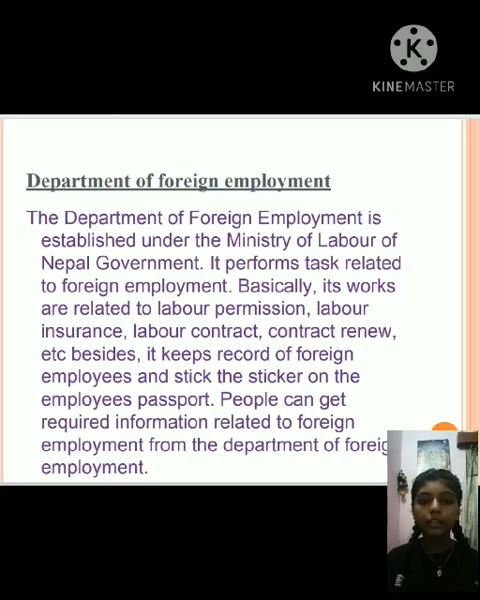 KINEMASTER
Department of foreign employment
The Department of Foreign Employment is
established under the Ministry of Labour of
Nepal Government. It performs task related
to foreign employment. Basically, its works
are related to labour permission, labour
insurance, labour contract, contract renew,
etc besides, it keeps record of foreign
employees and stick the sticker on the
employees passport. People can get
required information related to foreign
employment from the department of foreig
employment.